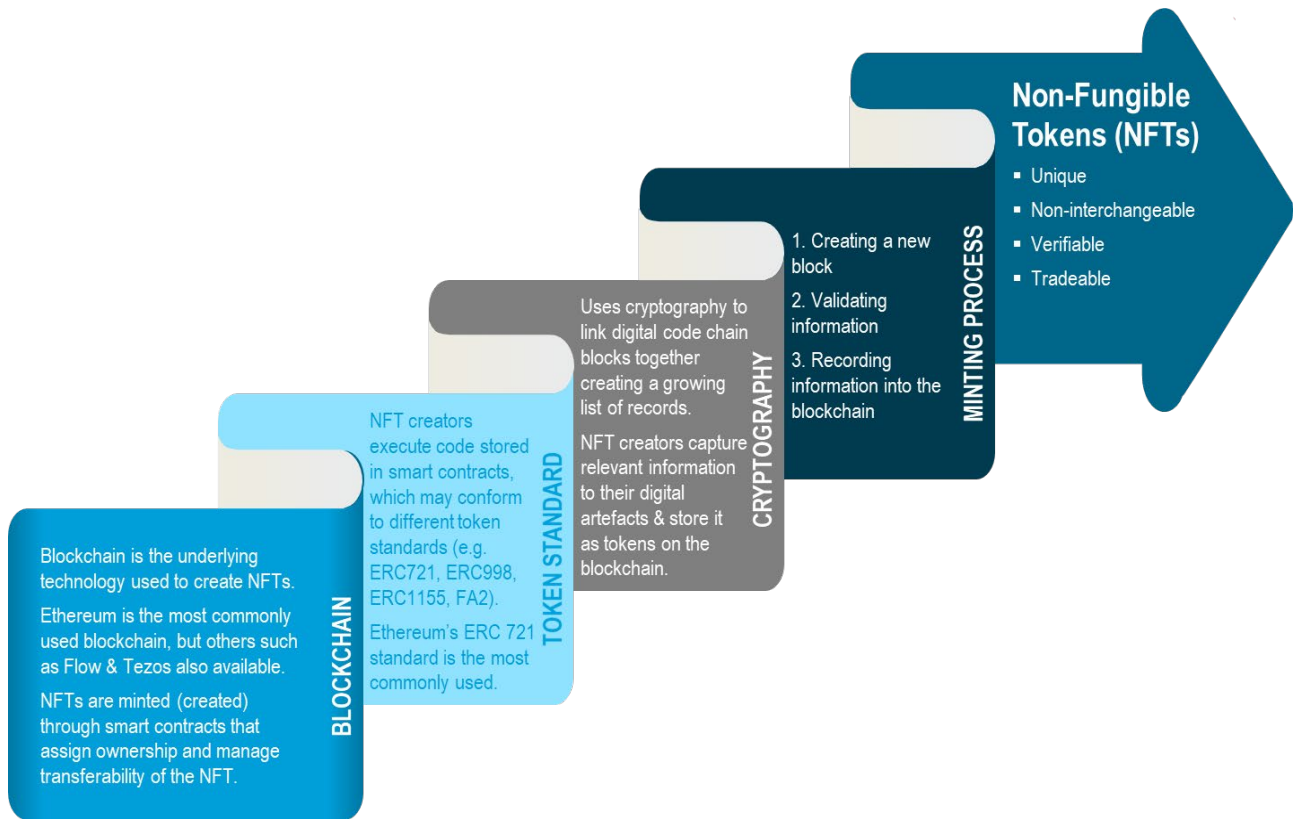 Blockchain is the underlying
technology used to create NFTs.
Ethereum is the most commonly
used blockchain, but others such
as Flow & Tezos also available.
NFTs are minted (created)
through smart contracts that
assign ownership and manage
transferability of the NFT.
BLOCKCHAIN
NFT creators
execute code stored
in smart contracts,
which may conform
to different token
standards (e.g.
ERC721, ERC998,
ERC1155, FA2).
Ethereum's ERC 721
standard is the most
commonly used.
TOKEN STANDARD
Uses cryptography to
link digital code chain
blocks together
creating a growing
list of records.
NFT creators capture
relevant information
to their digital
artefacts & store it
as tokens on the
blockchain.
CRYPTOGRAPHY
1. Creating a new
block
2. Validating
information
3. Recording
information into the
blockchain
MINTING PROCESS
Non-Fungible
Tokens (NFTs)
▪ Unique
▪ Non-interchangeable
▪ Verifiable
▪ Tradeable